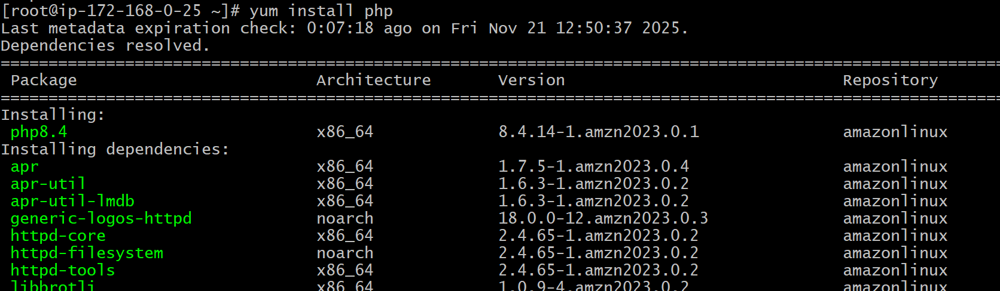 [root@ip-172-168-0-25 ~]# yum install php
Last metadata expiration check: 0:07:18 ago on Fri Nov 21 12:50:37 2025.
Dependencies resolved.
========================================================================================================
Package Architecture Version Repository
========================================================================================================
Installing:
php8.4 x86_64 8.4.14-1.amzn2023.0.1 amazonlinux
Installing dependencies:
apr x86_64 1.7.5-1.amzn2023.0.4 amazonlinux
apr-util x86_64 1.6.3-1.amzn2023.0.2 amazonlinux
apr-util-lmdb x86_64 1.6.3-1.amzn2023.0.2 amazonlinux
generic-logos-httpd noarch 18.0.0-12.amzn2023.0.3 amazonlinux
httpd-core x86_64 2.4.65-1.amzn2023.0.2 amazonlinux
httpd-filesystem noarch 2.4.65-1.amzn2023.0.2 amazonlinux
httpd-tools x86_64 2.4.65-1.amzn2023.0.2 amazonlinux
libbrotli x86_64 1.0.9-4.amzn2023.0.2 amazonlinux